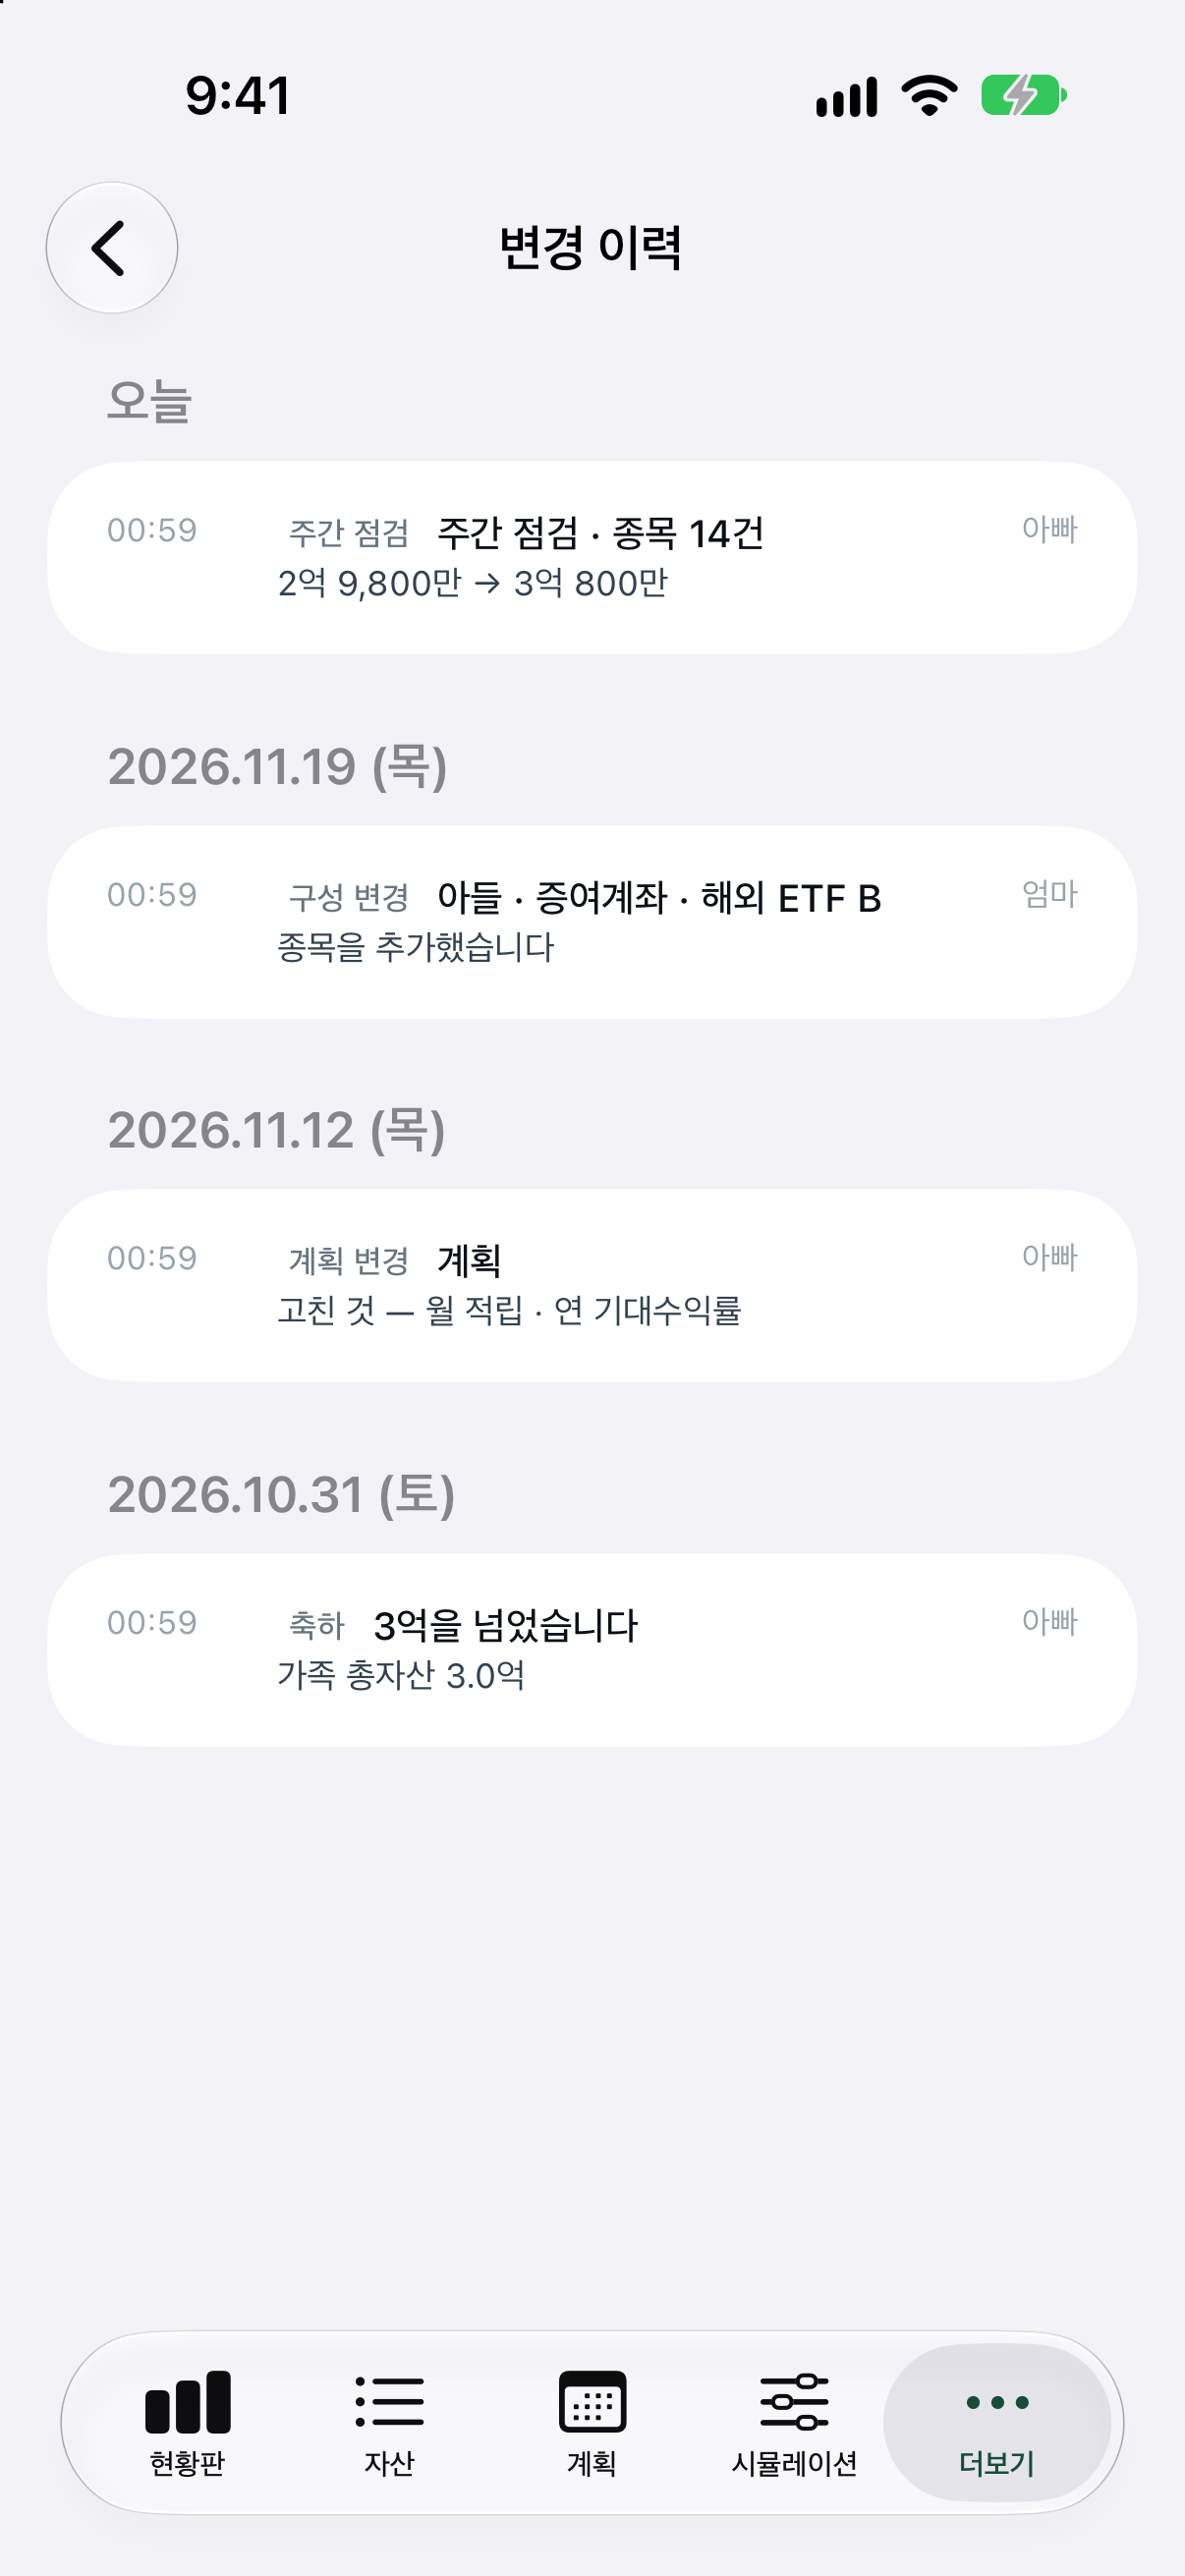 9:41
변경 이력
오늘
00:59 주간 점검 주간 점검 · 종목 14건 아빠
2억 9,800만 → 3억 800만
2026.11.19 (목)
00:59 구성 변경 아들 · 증여계좌 · 해외 ETF B 엄마
종목을 추가했습니다
2026.11.12 (목)
00:59 계획 변경 계획 아빠
고친 것 — 월 적립 · 연 기대수익률
2026.10.31 (토)
00:59 축하 3억을 넘었습니다 아빠
가족 총자산 3.0억
현황판 자산 계획 시뮬레이션 더보기